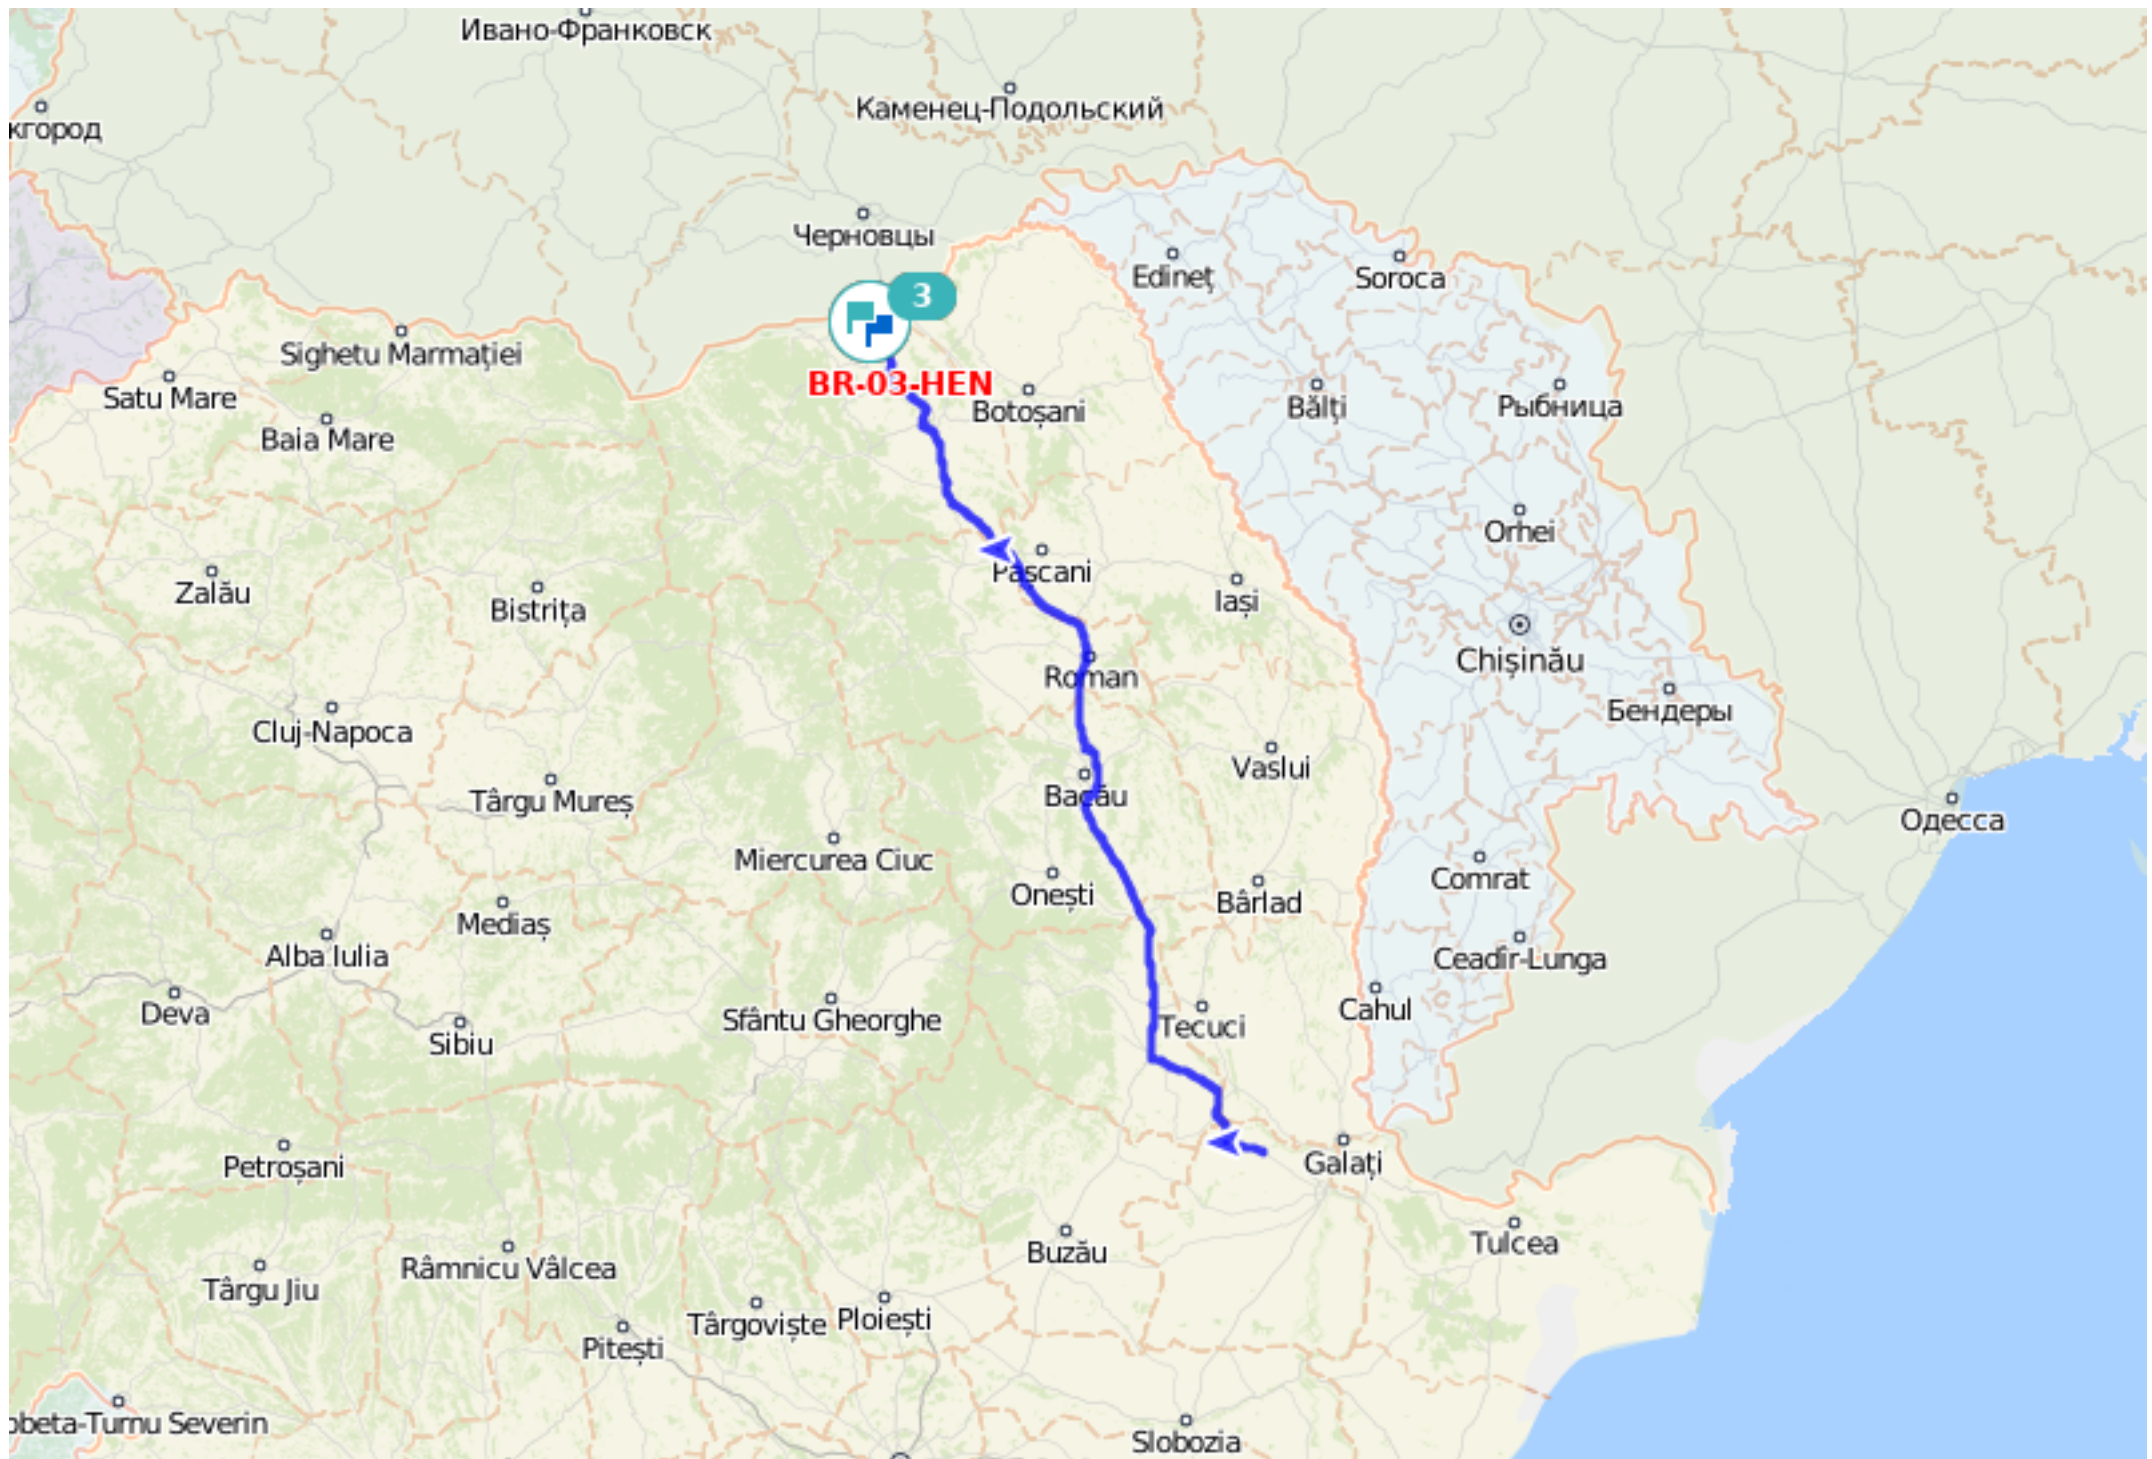 Ивано-Франковск
Каменец-Подольский
кгород
Черновцы
Edineţ
Soroca
3
Sighetu Marmaţiei
BR-03-HEN
Satu Mare
Botoșani
Bălţi
Рыбница
Baia Mare
Orhei
Pașcani
Zalău
Bistrița
Iași
Chișinău
Roman
Бендеры
Cluj-Napoca
Vaslui
Târgu Mureș
Bacău
Одесса
Miercurea Ciuc
Comrat
Onești
Bârlad
Mediaș
Alba Iulia
Ceadîr-Lunga
Deva
Sfântu Gheorghe
Cahul
Tecuci
Sibiu
Petroșani
Galați
Tulcea
Buzău
Râmnicu Vâlcea
Târgu Jiu
Târgoviște
Ploiești
Pitești
obeta-Turnu Severin
Slobozia